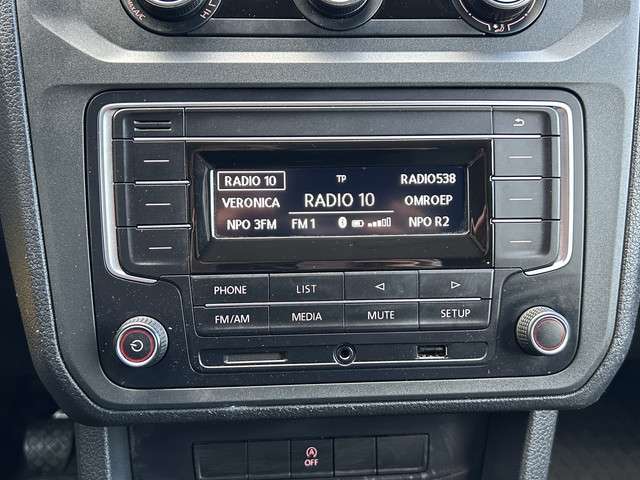 HI
RADIO 10 TP RADIO538
VERONICA RADIO 10 OMROEP
NPO 3FM FM 1 NPO R2
PHONE LIST
FM/AM MEDIA MUTE SETUP
OFF